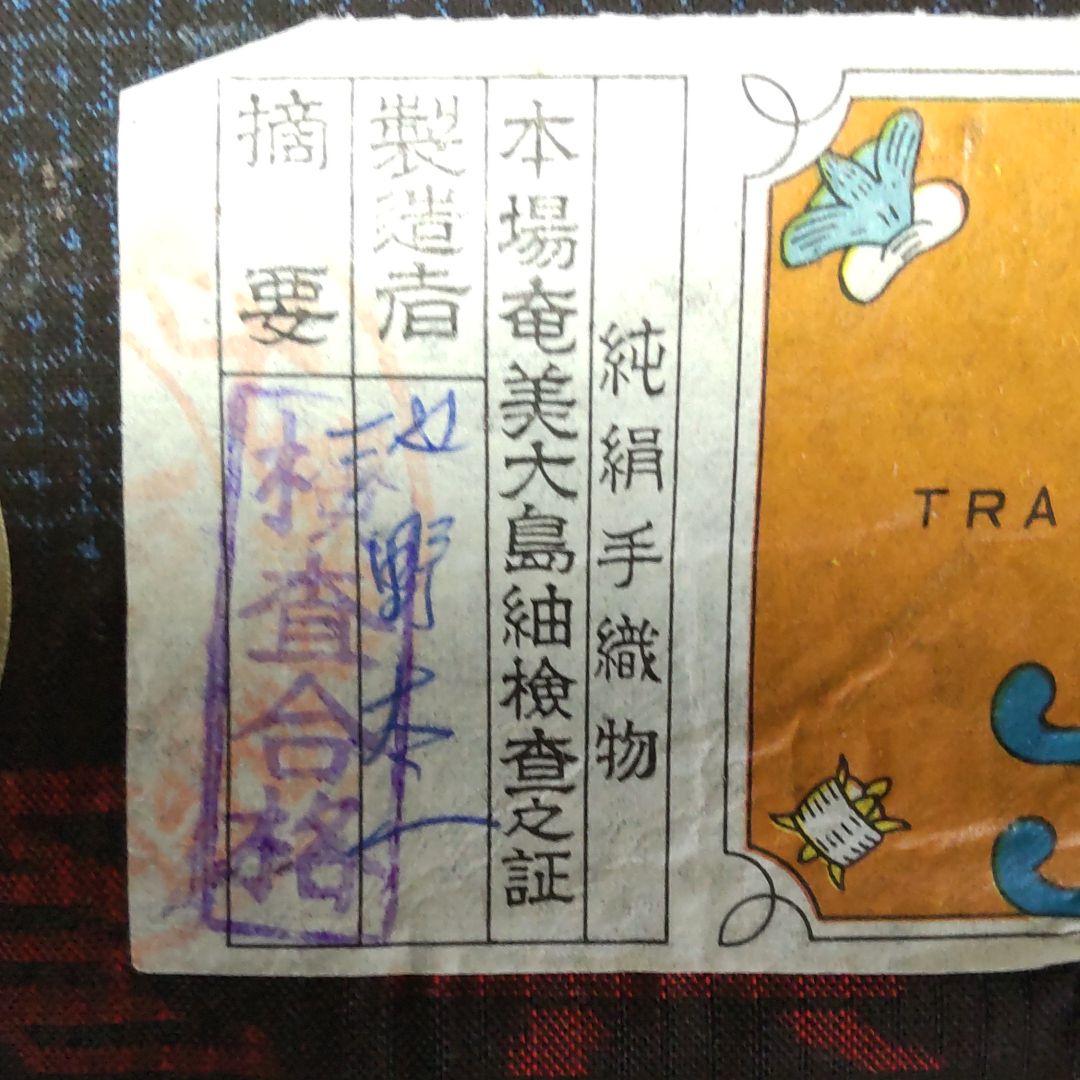 TRA
純絹手織物
本場奄美大島紬検査之証
製造者
摘要
検査合格